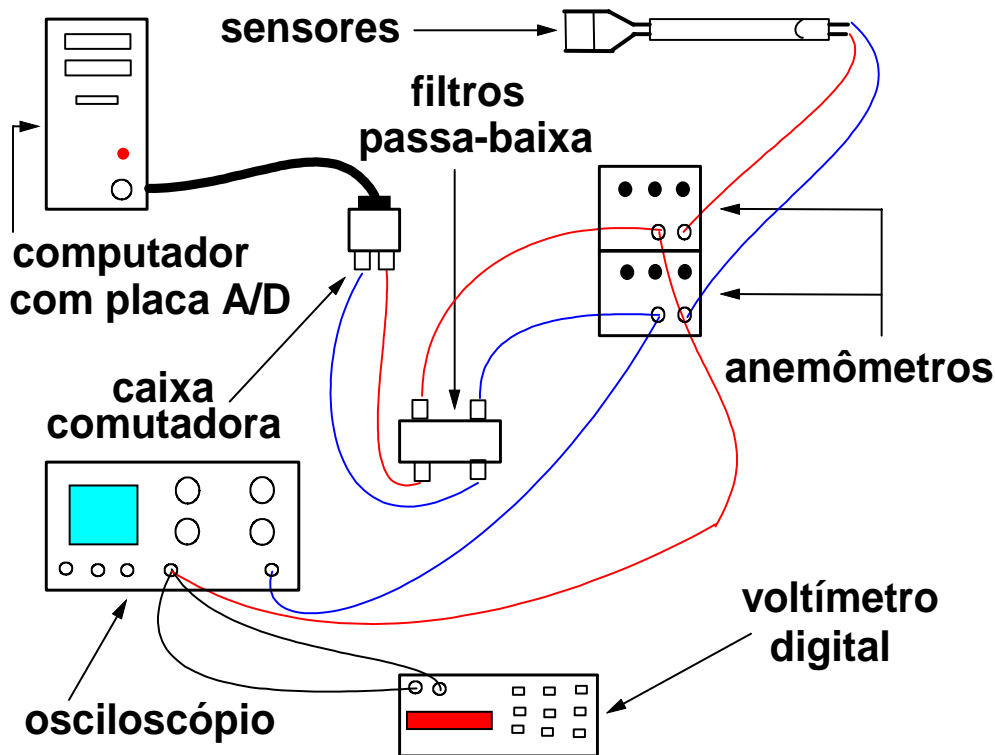 sensores
filtros
passa-baixa
computador
com placa A/D
anemômetros
caixa
comutadora
voltímetro
digital
osciloscópio